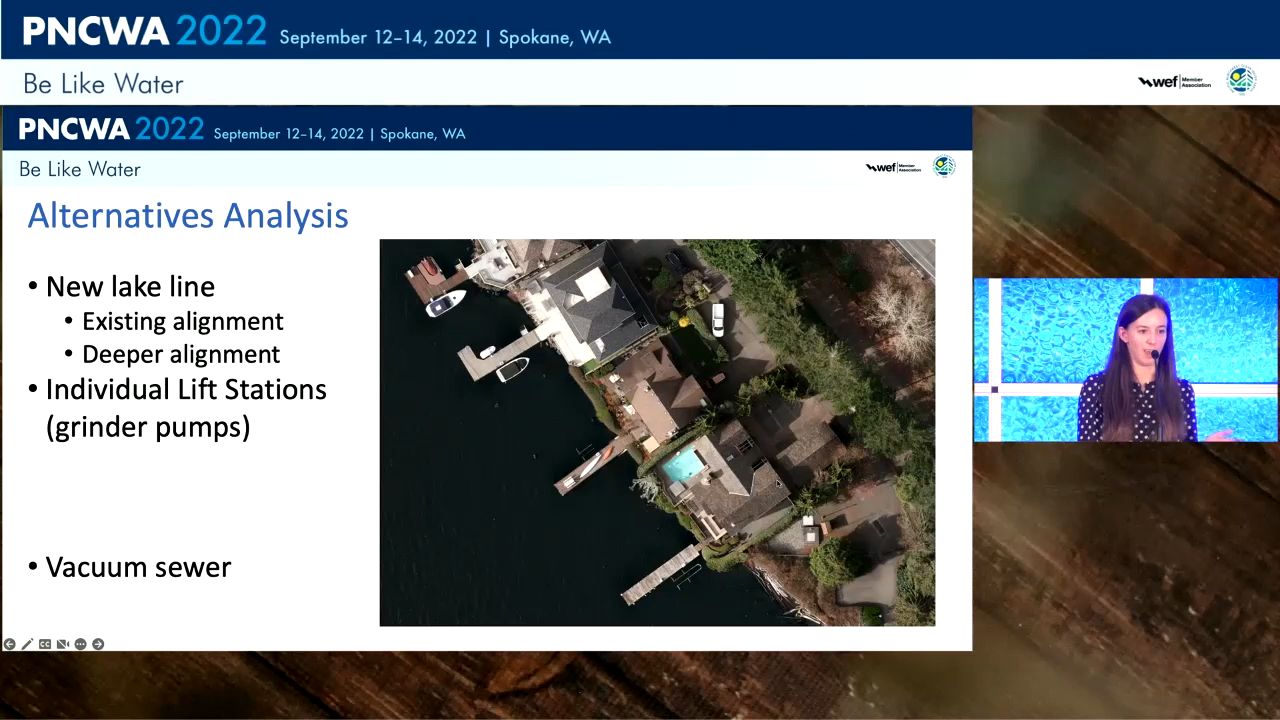 PNCWA 2022 September 12–14, 2022 | Spokane, WA
Be Like Water
wef Member Association
PNCWA 2022 September 12–14, 2022 | Spokane, WA
Be Like Water
wef Member Association
Alternatives Analysis
• New lake line
• Existing alignment
• Deeper alignment
• Individual Lift Stations
(grinder pumps)
• Vacuum sewer
CC